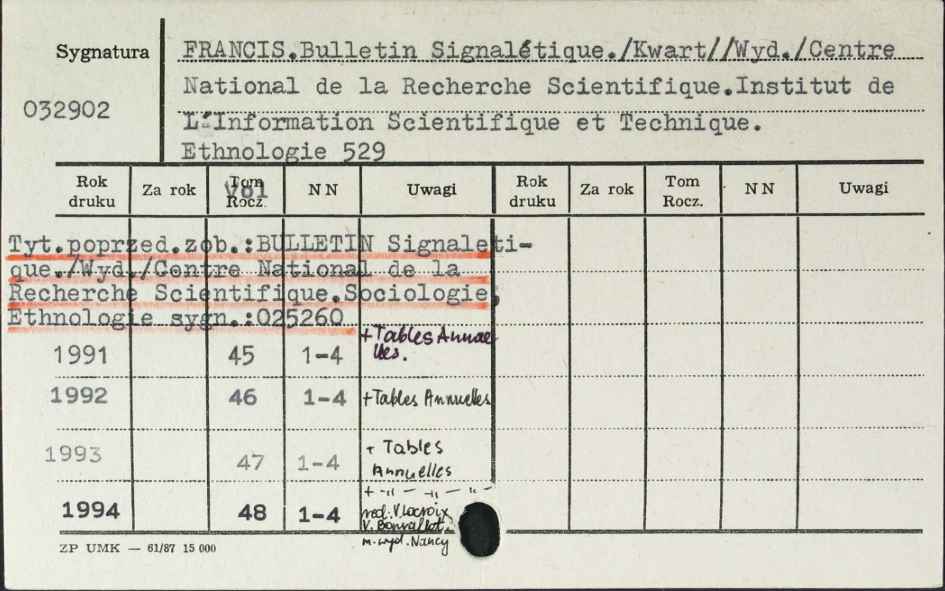 Sygnatura
FRANCIS.Bulletin Signalétique./Kwart//Wyd./Centre
National de la Recherche Scientifique.Institut de
032902
L'Information Scientifique et Technique.
Ethnologie 529
Rok druku Za rok Tom Rocz. NN Uwagi Rok druku Za rok Tom Rocz. NN Uwagi
Tyt.poprzed.zob.:BULLETIN Signaleti-
que./Wyd./Centre National de la
Recherche Scientifique.Sociologie,
Ethnologie sygn.:025260
1991 45 1-4 +Tables Annuelles.
1992 46 1-4 +Tables Annuelles
1993 47 1-4 + Tables Annuelles
+ -„- -„-
1994 48 1-4 red. V. Lacroix,
V. Bonvallot.
m. wyd. Nancy
ZP UMK — 61/87 15 000